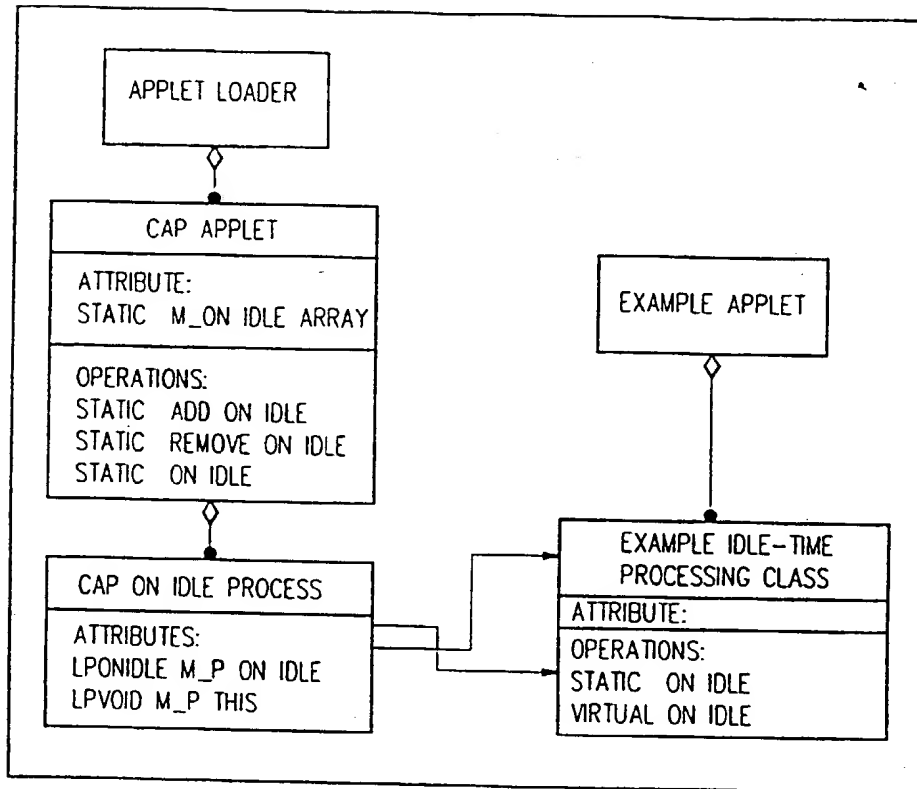 APPLET LOADER
CAP APPLET
ATTRIBUTE:
STATIC M_ON IDLE ARRAY
OPERATIONS:
STATIC ADD ON IDLE
STATIC REMOVE ON IDLE
STATIC ON IDLE
CAP ON IDLE PROCESS
ATTRIBUTES:
LPONIDLE M_P ON IDLE
LPVOID M_P THIS
EXAMPLE APPLET
EXAMPLE IDLE-TIME
PROCESSING CLASS
ATTRIBUTE:
OPERATIONS:
STATIC ON IDLE
VIRTUAL ON IDLE